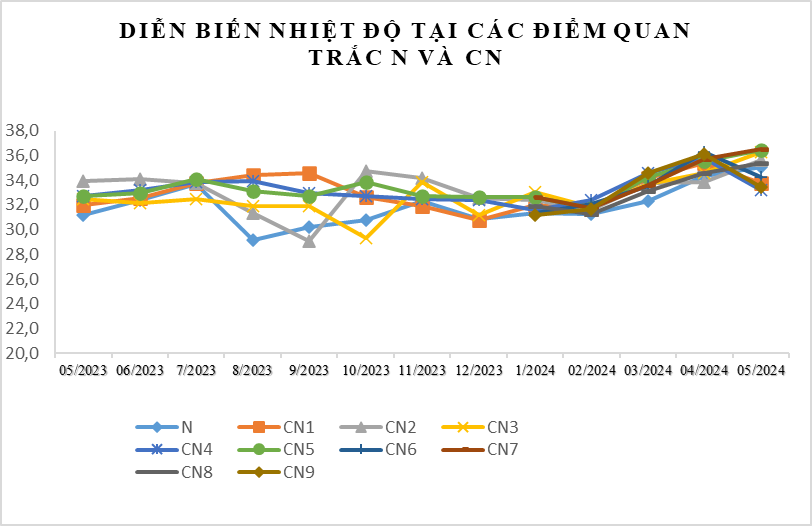 DIỄN BIẾN NHIỆT ĐỘ TẠI CÁC ĐIỂM QUAN
TRẮC N VÀ CN
38,0
36,0
34,0
32,0
30,0
28,0
26,0
24,0
22,0
20,0
05/2023 06/2023 7/2023 8/2023 9/2023 10/2023 11/2023 12/2023 1/2024 02/2024 03/2024 04/2024 05/2024
N CN1 CN2 CN3
CN4 CN5 CN6 CN7
CN8 CN9